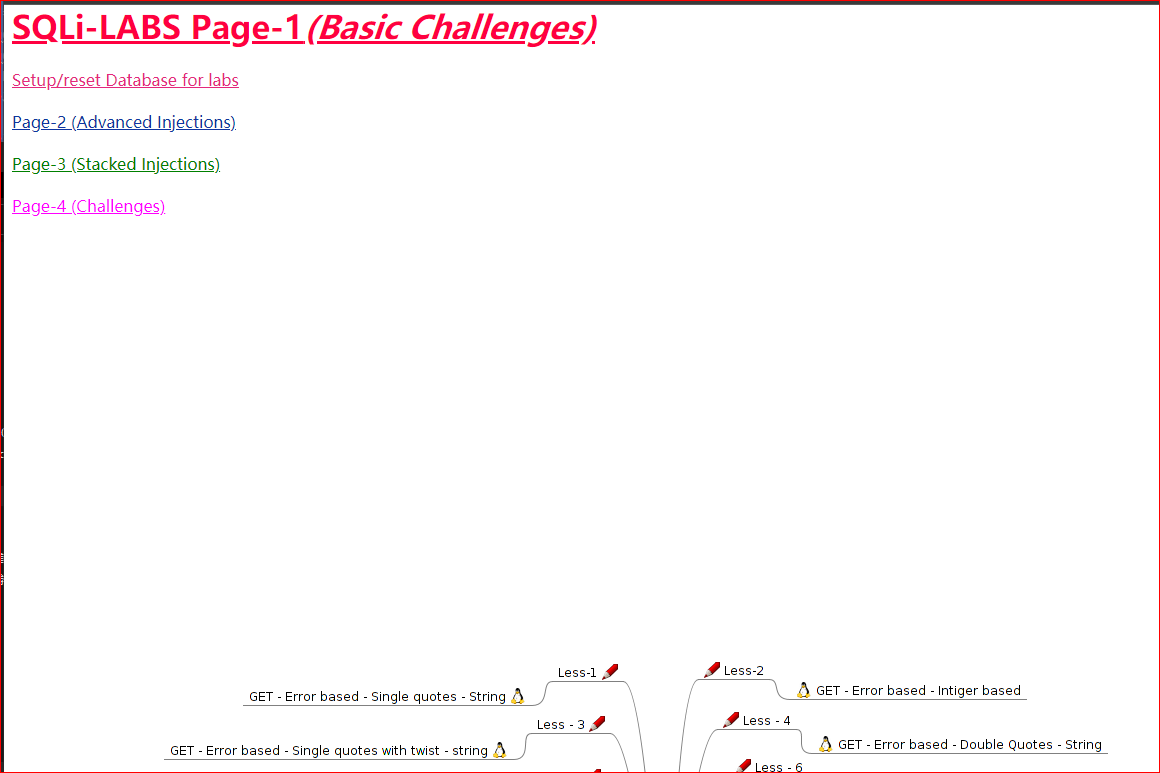 SQLi-LABS Page-1(Basic Challenges)
Setup/reset Database for labs
Page-2 (Advanced Injections)
Page-3 (Stacked Injections)
Page-4 (Challenges)
Less-1
Less-2
GET - Error based - Single quotes - String
GET - Error based - Intiger based
Less - 3
Less - 4
GET - Error based - Single quotes with twist - string
GET - Error based - Double Quotes - String
Less - 6